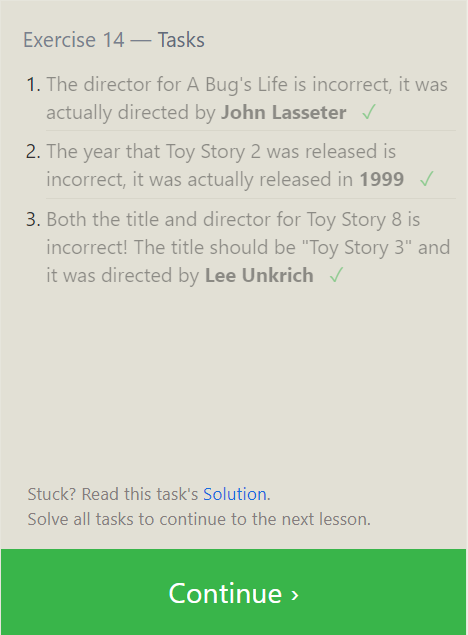 Exercise 14 — Tasks
1. The director for A Bug's Life is incorrect, it was
actually directed by John Lasseter ✓
2. The year that Toy Story 2 was released is
incorrect, it was actually released in 1999 ✓
3. Both the title and director for Toy Story 8 is
incorrect! The title should be "Toy Story 3" and
it was directed by Lee Unkrich ✓
Stuck? Read this task's Solution.
Solve all tasks to continue to the next lesson.
Continue ›